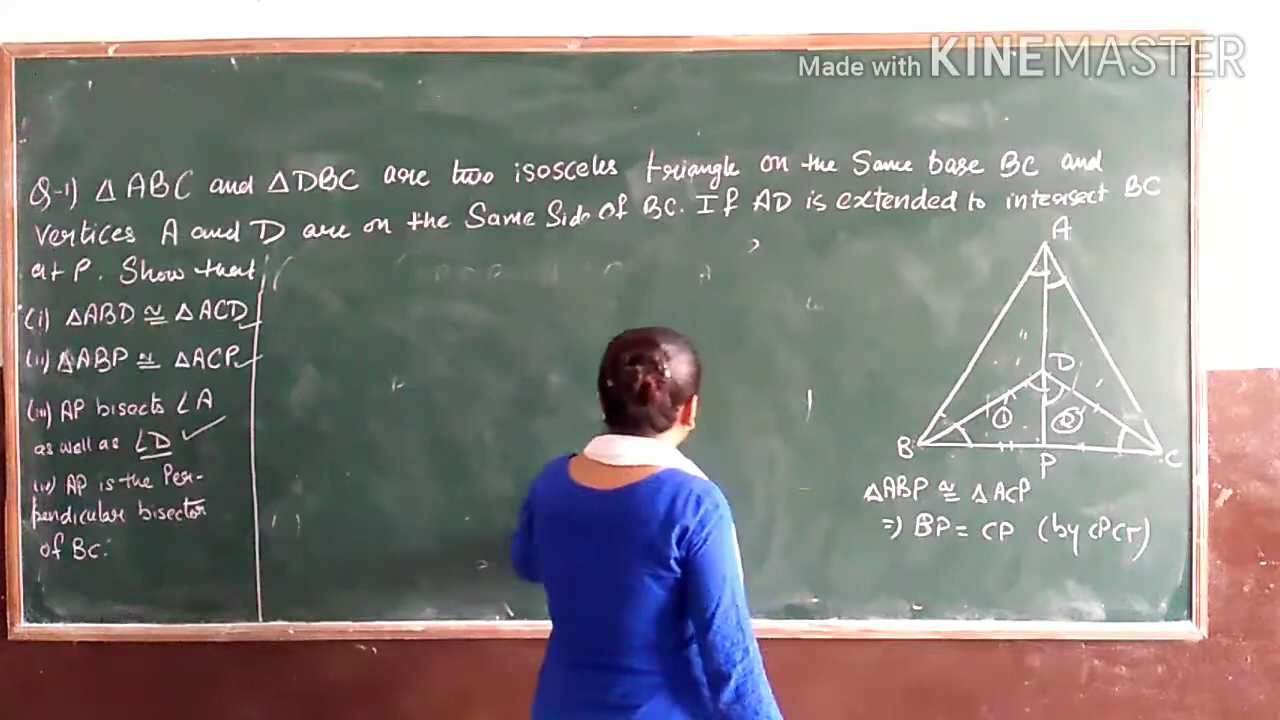 Made with KINEMASTER
Q-1) △ABC and △DBC are two isosceles triangle on the Same base BC and
vertices A and D are on the Same Side of BC. If AD is extended to intersect BC
at P. Show that
(i) △ABD ≅ △ACD
(ii) △ABP ≅ △ACP
(iii) AP bisects ∠A
as well as ∠D
(iv) AP is the Per-
pendicular bisector
of BC.
A
D
1 2
B C
P
△ABP ≅ △ACP
⇒ BP = CP (by CPCT)